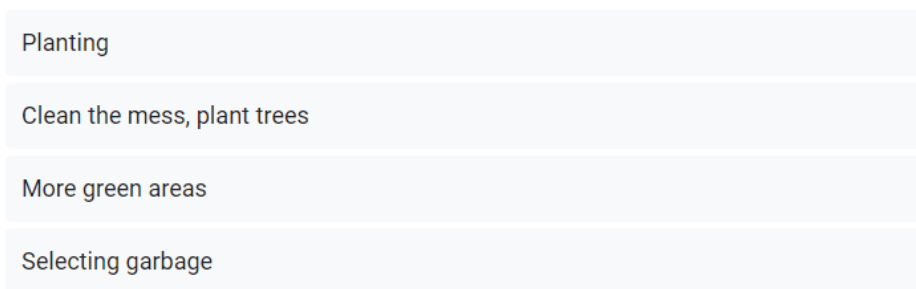 Planting
Clean the mess, plant trees
More green areas
Selecting garbage